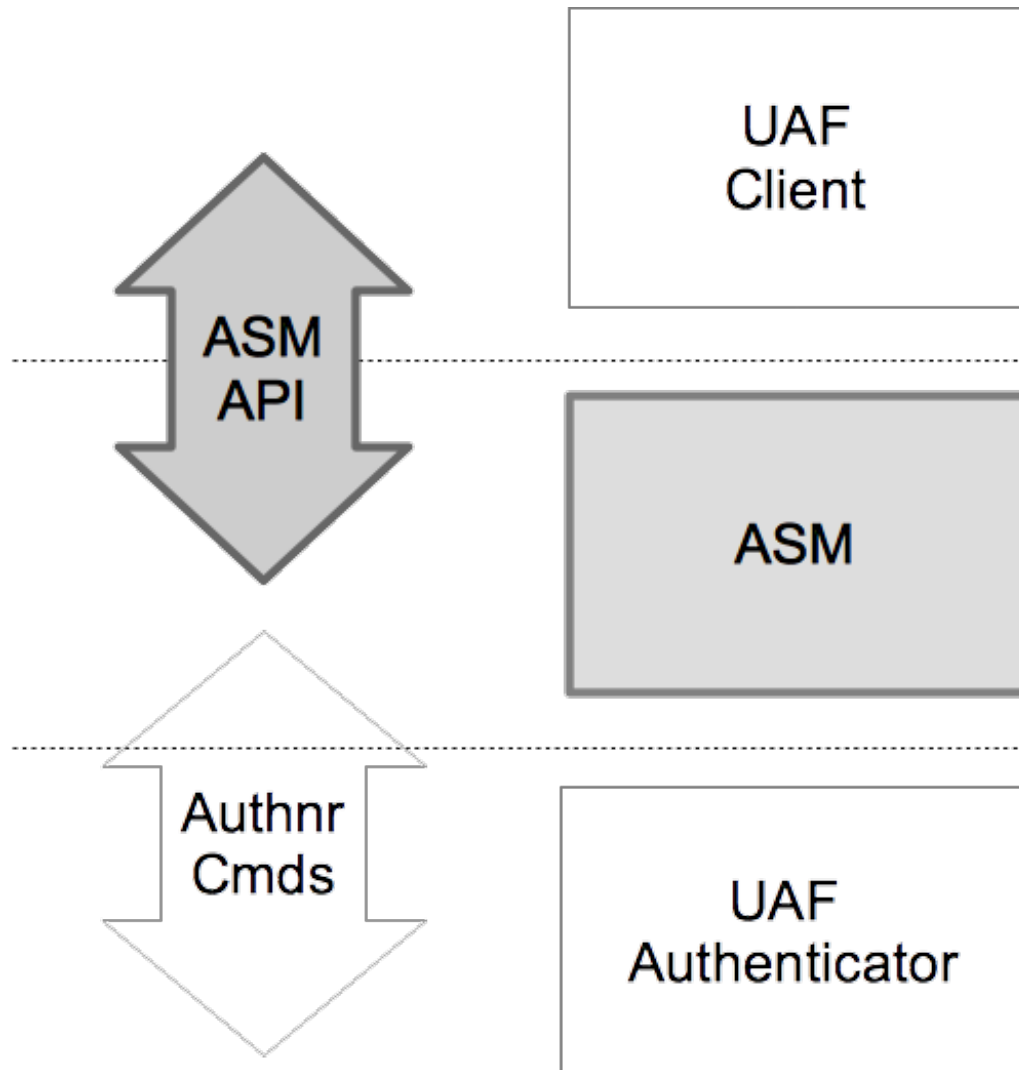 UAF
Client
ASM
API
ASM
Authnr
Cmds
UAF
Authenticator